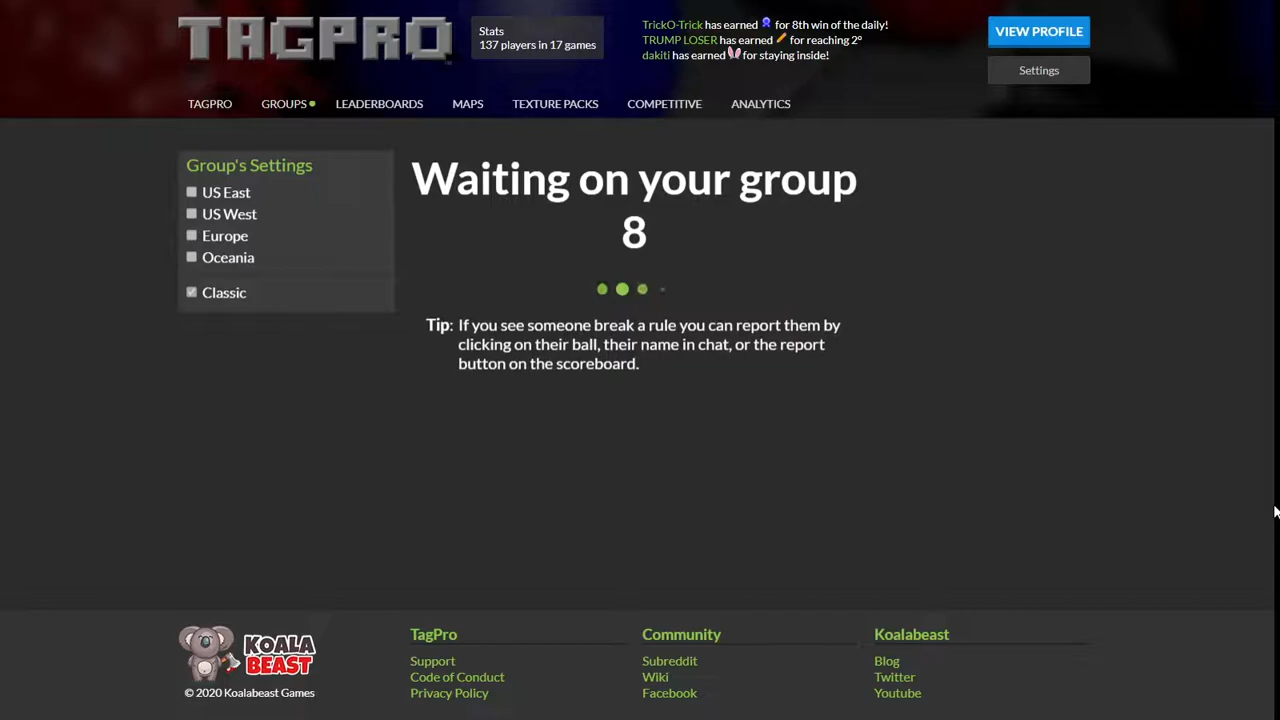 TAGPRO
Stats
137 players in 17 games
TrickO-Trick has earned for 8th win of the daily!
TRUMP LOSER has earned for reaching 2°
dakiti has earned for staying inside!
VIEW PROFILE
Settings
TAGPRO GROUPS LEADERBOARDS MAPS TEXTURE PACKS COMPETITIVE ANALYTICS
Group's Settings
US East
US West
Europe
Oceania
Classic
Waiting on your group
8
Tip: If you see someone break a rule you can report them by
clicking on their ball, their name in chat, or the report
button on the scoreboard.
KOALA
BEAST
© 2020 Koalabeast Games
TagPro
Support
Code of Conduct
Privacy Policy
Community
Subreddit
Wiki
Facebook
Koalabeast
Blog
Twitter
Youtube